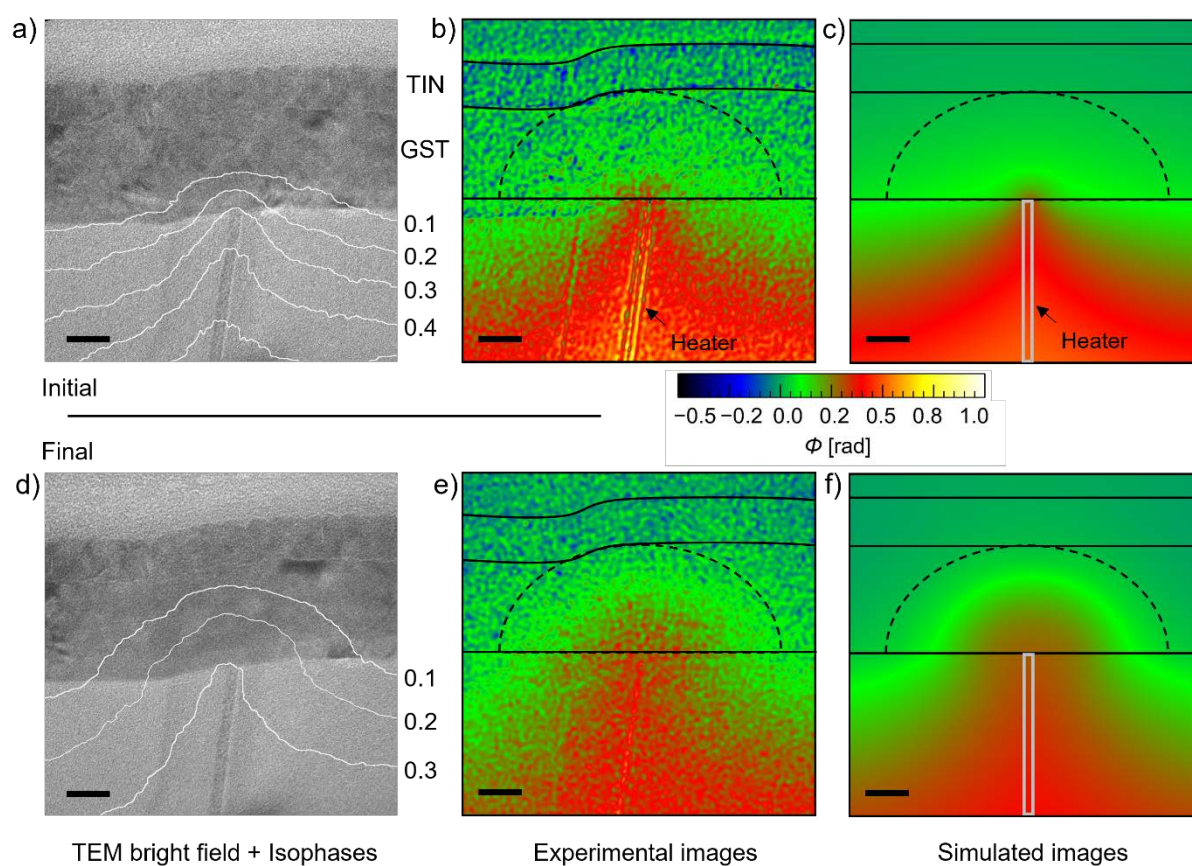 a)
b)
c)
TIN
GST
0.1
0.2
0.3
0.4
Heater
Heater
Initial
−0.5 −0.2 0.0 0.2 0.5 0.8 1.0
Φ [rad]
Final
d)
e)
f)
0.1
0.2
0.3
TEM bright field + Isophases
Experimental images
Simulated images